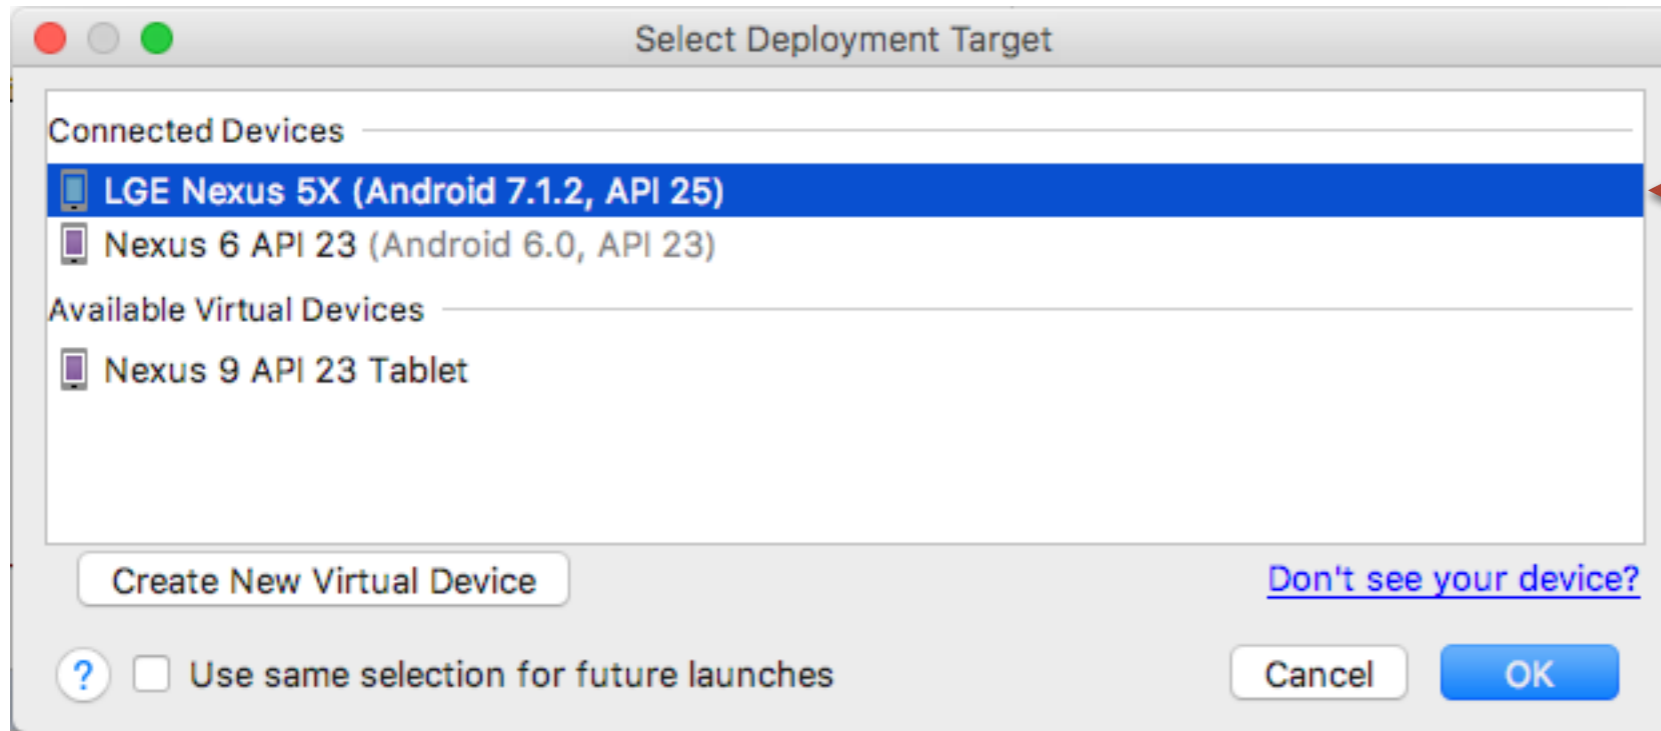 Select Deployment Target
Connected Devices
LGE Nexus 5X (Android 7.1.2, API 25)
Nexus 6 API 23 (Android 6.0, API 23)
Available Virtual Devices
Nexus 9 API 23 Tablet
Create New Virtual Device
Don't see your device?
? Use same selection for future launches
Cancel
OK